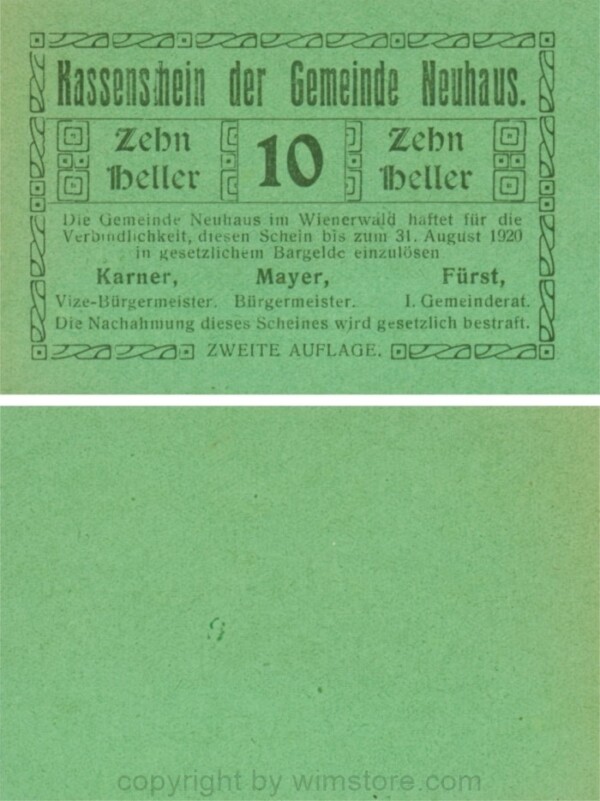 Kassenschein der Gemeinde Neuhaus.
Zehn Heller 10 Zehn Heller
Die Gemeinde Neuhaus im Wienerwald haftet für die
Verbindlichkeit, diesen Schein bis zum 31. August 1920
in gesetzlichem Bargelde einzulösen
Karner, Mayer, Fürst,
Vize-Bürgermeister. Bürgermeister. I. Gemeinderat.
Die Nachahmung dieses Scheines wird gesetzlich bestraft.
ZWEITE AUFLAGE.
copyright by wimstore.com